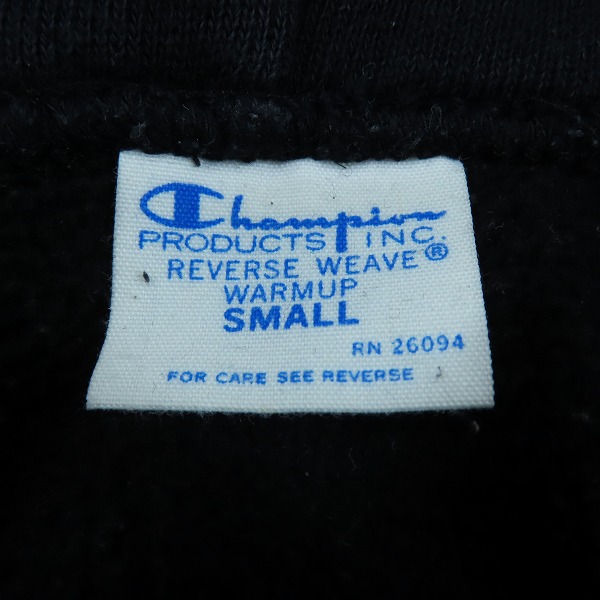 Champion
PRODUCTS INC.
REVERSE WEAVE®
WARMUP
SMALL
RN 26094
FOR CARE SEE REVERSE